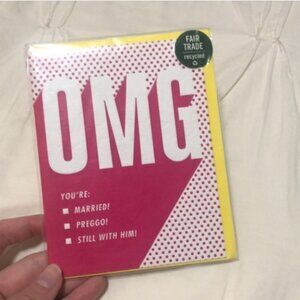 FAIR
TRADE
recycled
OMG
YOU'RE:
MARRIED!
PREGGO!
STILL WITH HIM!